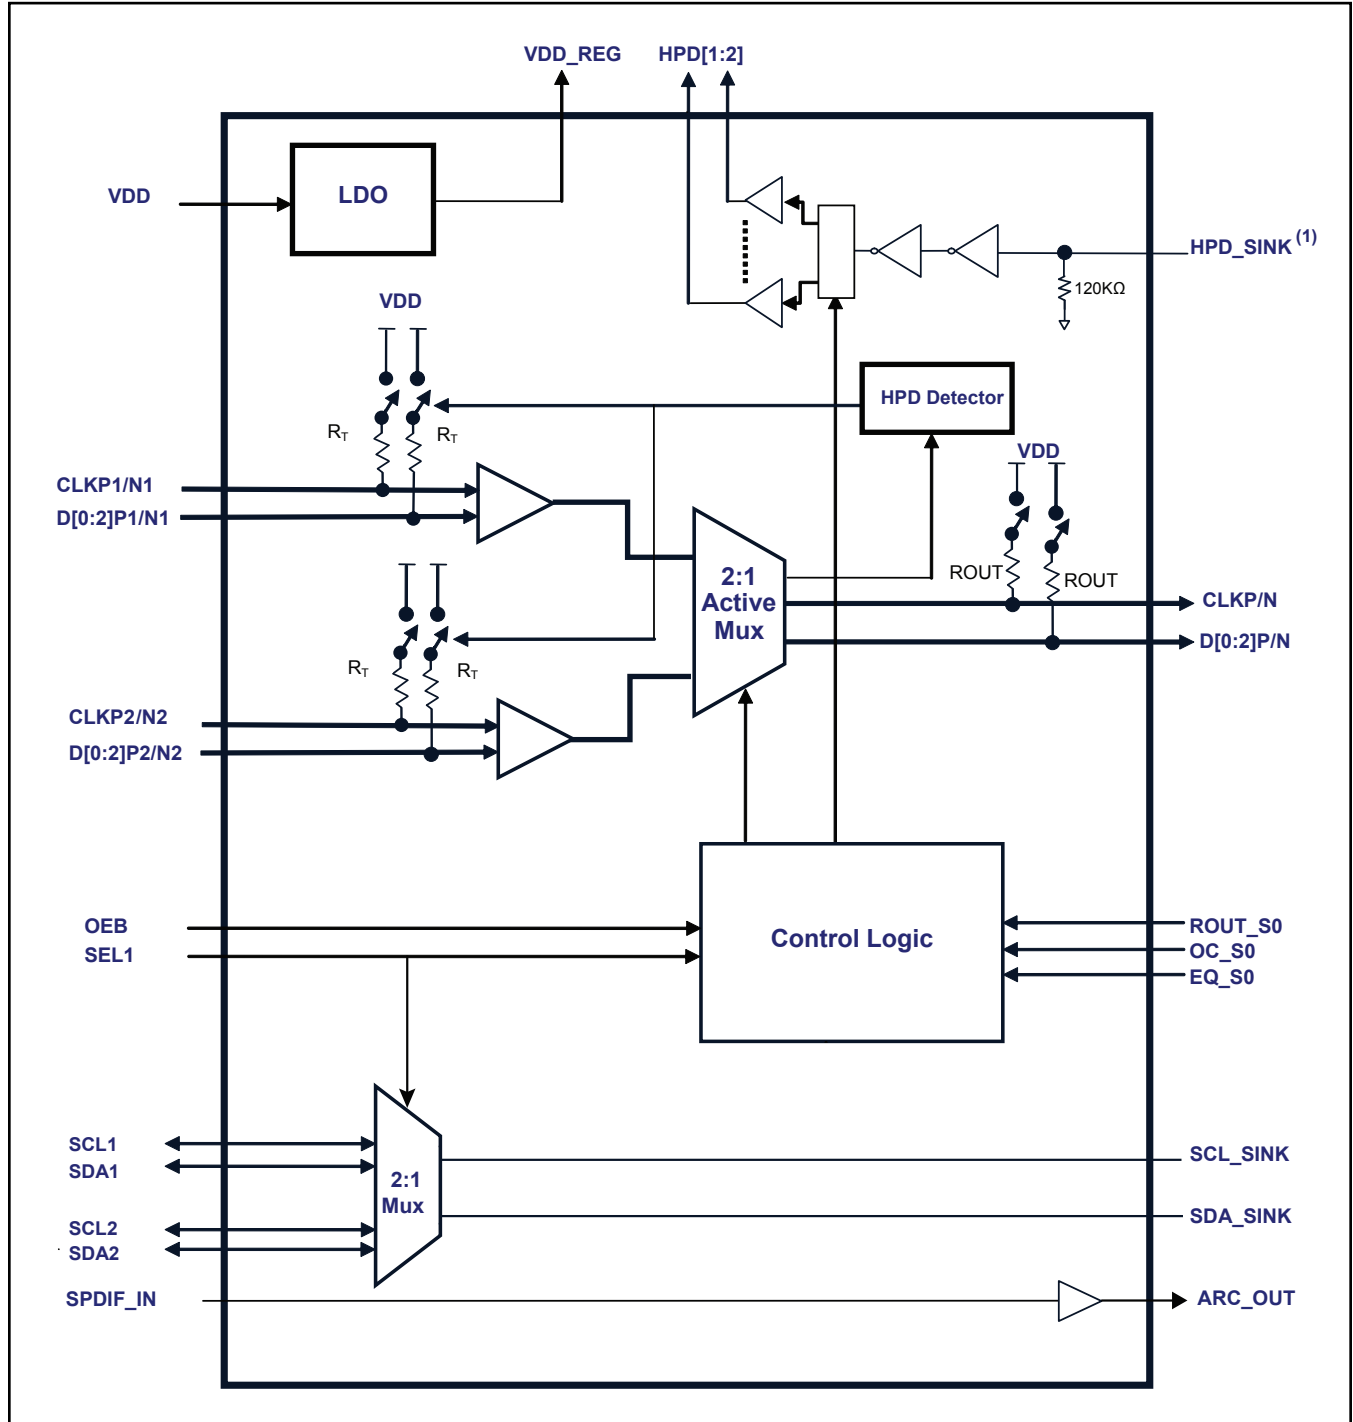 VDD_REG
HPD[1:2]
LDO
VDD
HPD_SINK (1)
120KΩ
VDD
HPD Detector
RT
RT
VDD
CLKP1/N1
D[0:2]P1/N1
2:1
Active
Mux
ROUT
ROUT
CLKP/N
D[0:2]P/N
RT
RT
CLKP2/N2
D[0:2]P2/N2
OEB
SEL1
Control Logic
ROUT_S0
OC_S0
EQ_S0
SCL1
SDA1
2:1
Mux
SCL2
SDA2
SCL_SINK
SDA_SINK
SPDIF_IN
ARC_OUT